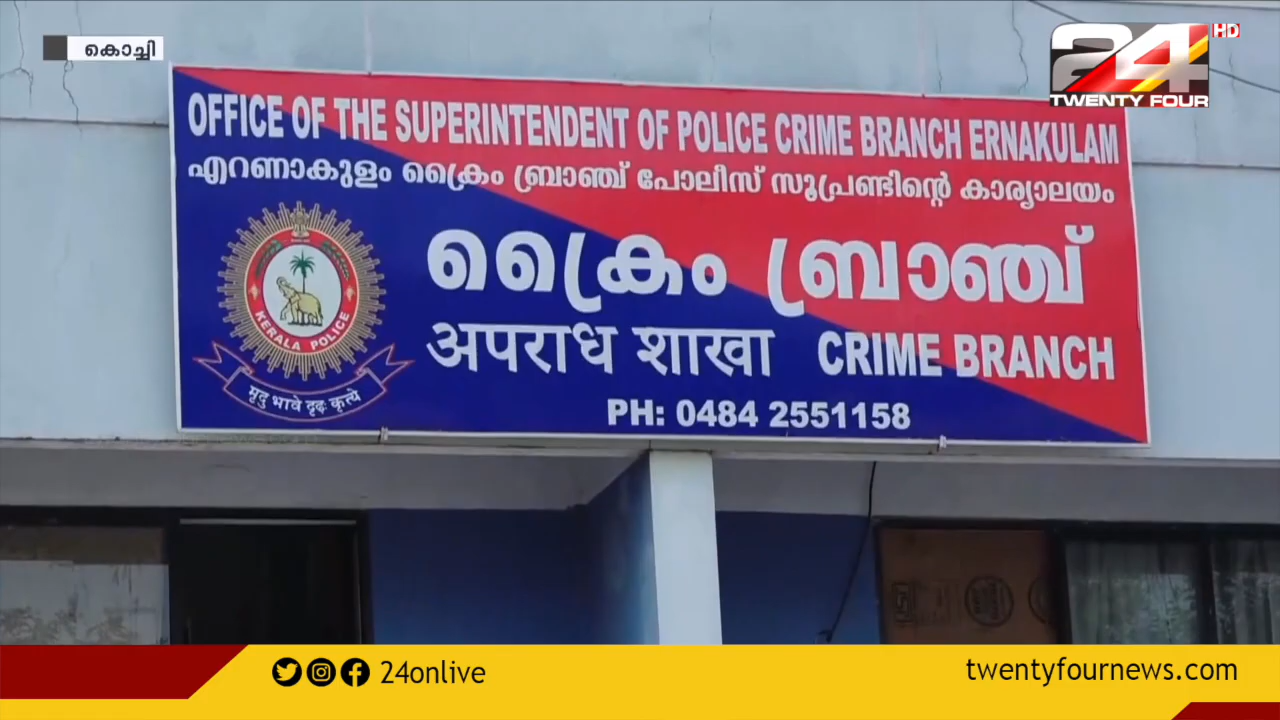 കൊച്ചി
24 HD
TWENTY FOUR
OFFICE OF THE SUPERINTENDENT OF POLICE CRIME BRANCH ERNAKULAM
എറണാകുളം ക്രൈം ബ്രാഞ്ച് പോലീസ് സൂപ്രണ്ടിന്റെ കാര്യാലയം
ക്രൈം ബ്രാഞ്ച്
अपराध शाखा CRIME BRANCH
KERALA POLICE
मृदु भावे दृढः कृत्ये
PH: 0484 2551158
24onlive
twentyfournews.com